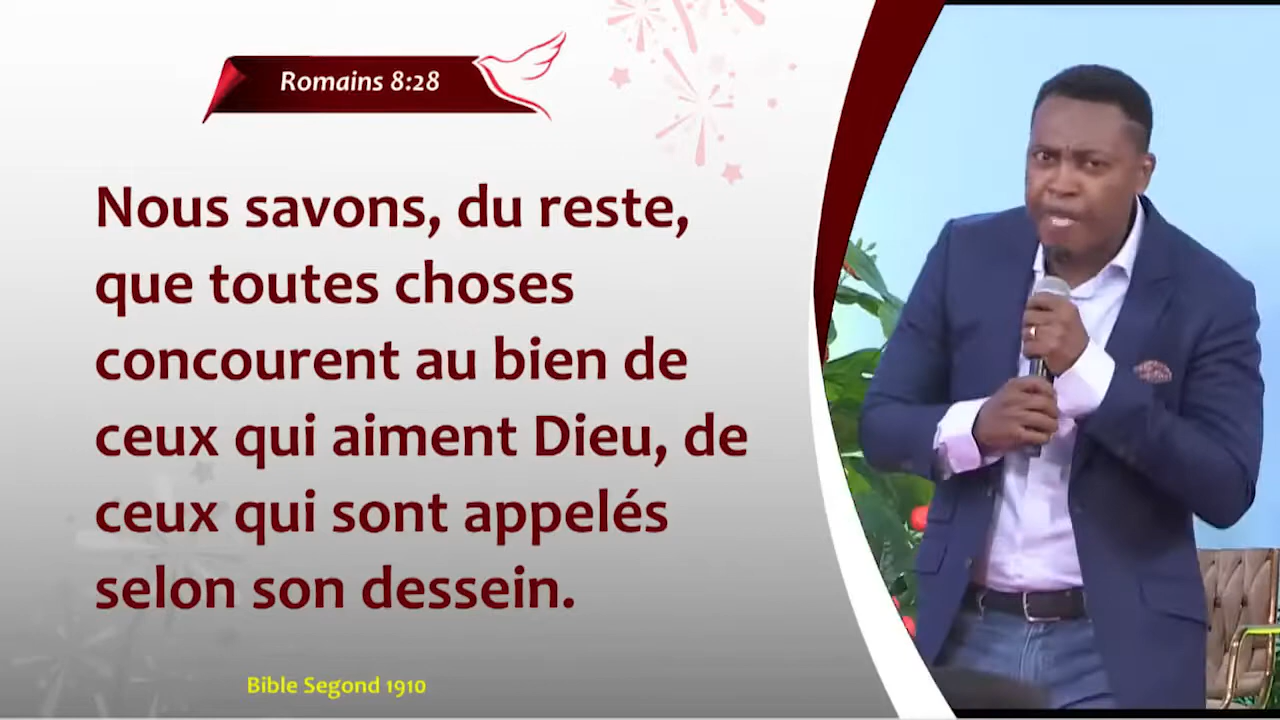 Romains 8:28
Nous savons, du reste,
que toutes choses
concourent au bien de
ceux qui aiment Dieu, de
ceux qui sont appelés
selon son dessein.
Bible Segond 1910